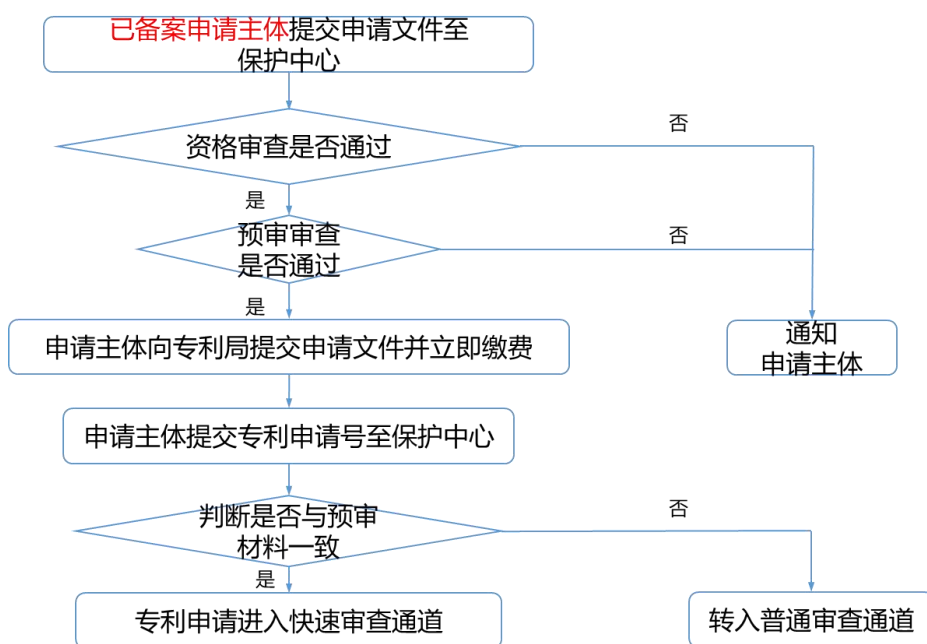 已备案申请主体提交申请文件至
保护中心
否
资格审查是否通过
是
预审审查
是否通过
否
是
申请主体向专利局提交申请文件并立即缴费
通知
申请主体
申请主体提交专利申请号至保护中心
否
判断是否与预审
材料一致
是
专利申请进入快速审查通道
转入普通审查通道